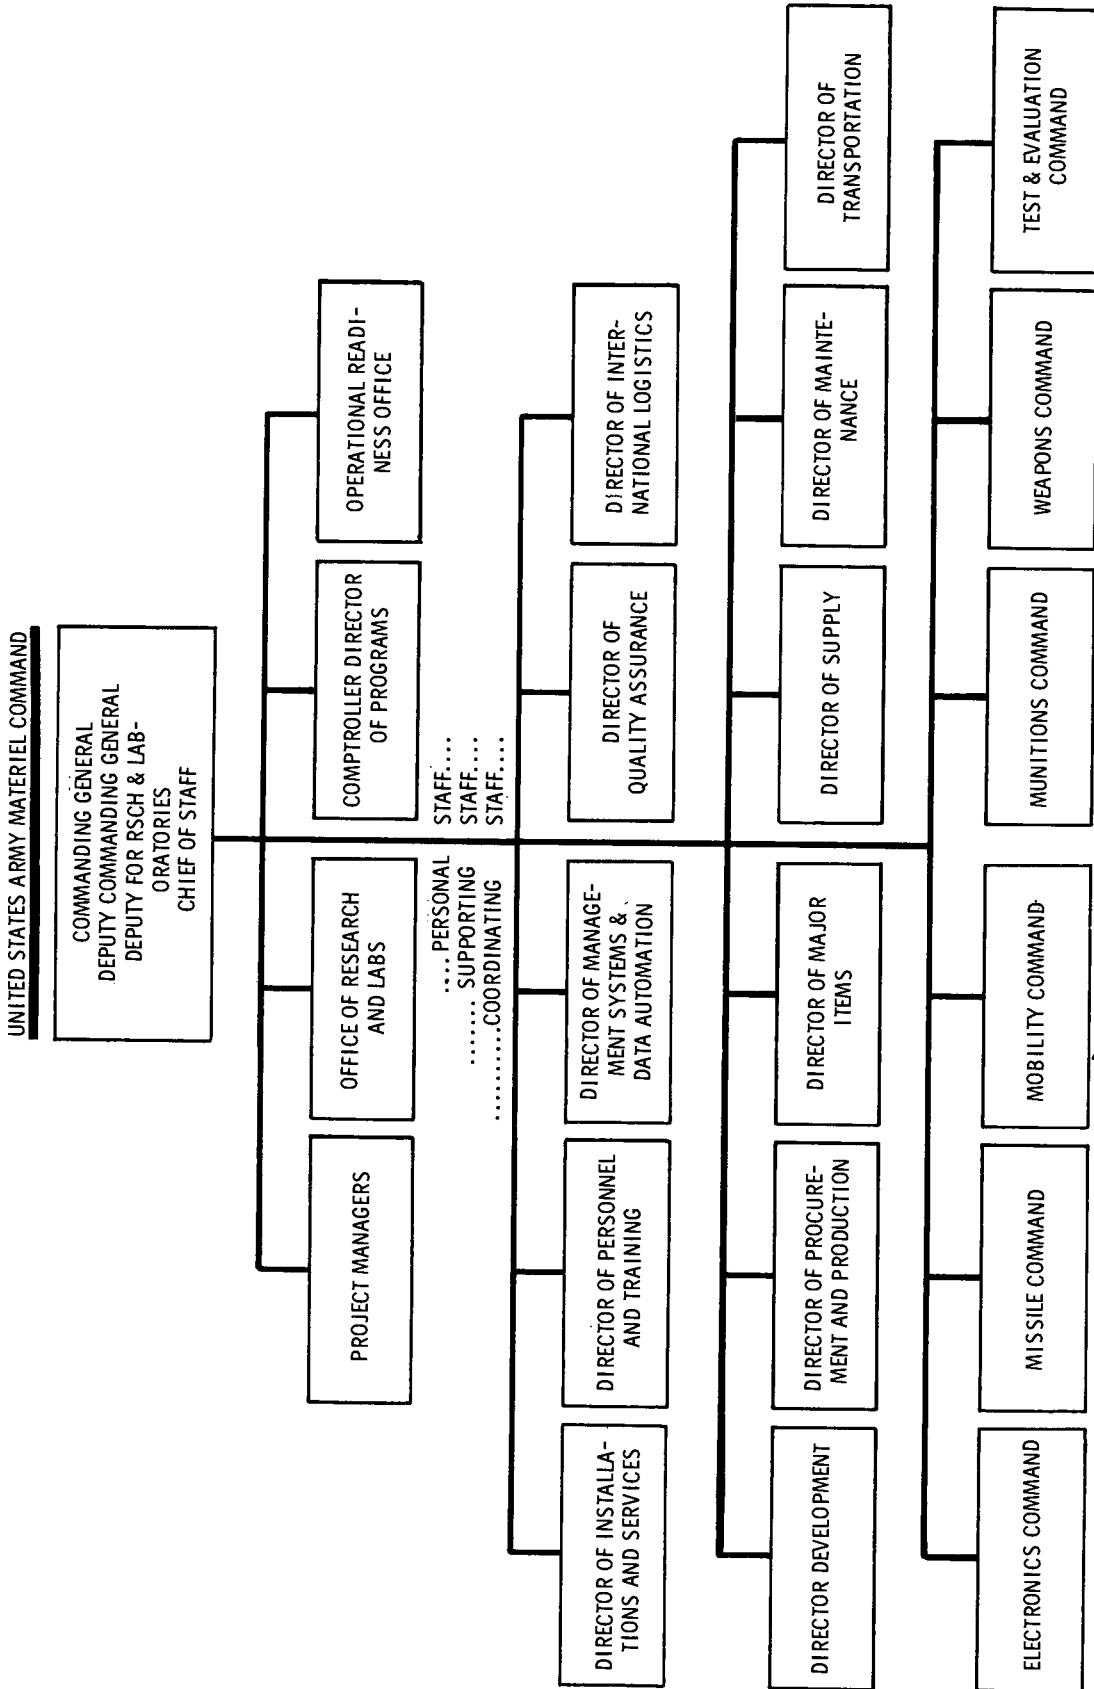 UNITED STATES ARMY MATERIEL COMMAND
COMMANDING GENERAL
DEPUTY COMMANDING GENERAL
DEPUTY FOR RSCH & LAB-
ORATORIES
CHIEF OF STAFF
PROJECT MANAGERS
OFFICE OF RESEARCH
AND LABS
COMPTROLLER DIRECTOR
OF PROGRAMS
OPERATIONAL READI-
NESS OFFICE
.... PERSONAL STAFF....
....... SUPPORTING STAFF....
.........COORDINATING STAFF....
DIRECTOR OF INSTALLA-
TIONS AND SERVICES
DIRECTOR OF PERSONNEL
AND TRAINING
DIRECTOR OF MANAGE-
MENT SYSTEMS &
DATA AUTOMATION
DIRECTOR OF
QUALITY ASSURANCE
DIRECTOR OF INTER-
NATIONAL LOGISTICS
DIRECTOR DEVELOPMENT
DIRECTOR OF PROCURE-
MENT AND PRODUCTION
DIRECTOR OF MAJOR
ITEMS
DIRECTOR OF SUPPLY
DIRECTOR OF MAINTE-
NANCE
DIRECTOR OF
TRANSPORTATION
ELECTRONICS COMMAND
MISSILE COMMAND
MOBILITY COMMAND
MUNITIONS COMMAND
WEAPONS COMMAND
TEST & EVALUATION
COMMAND